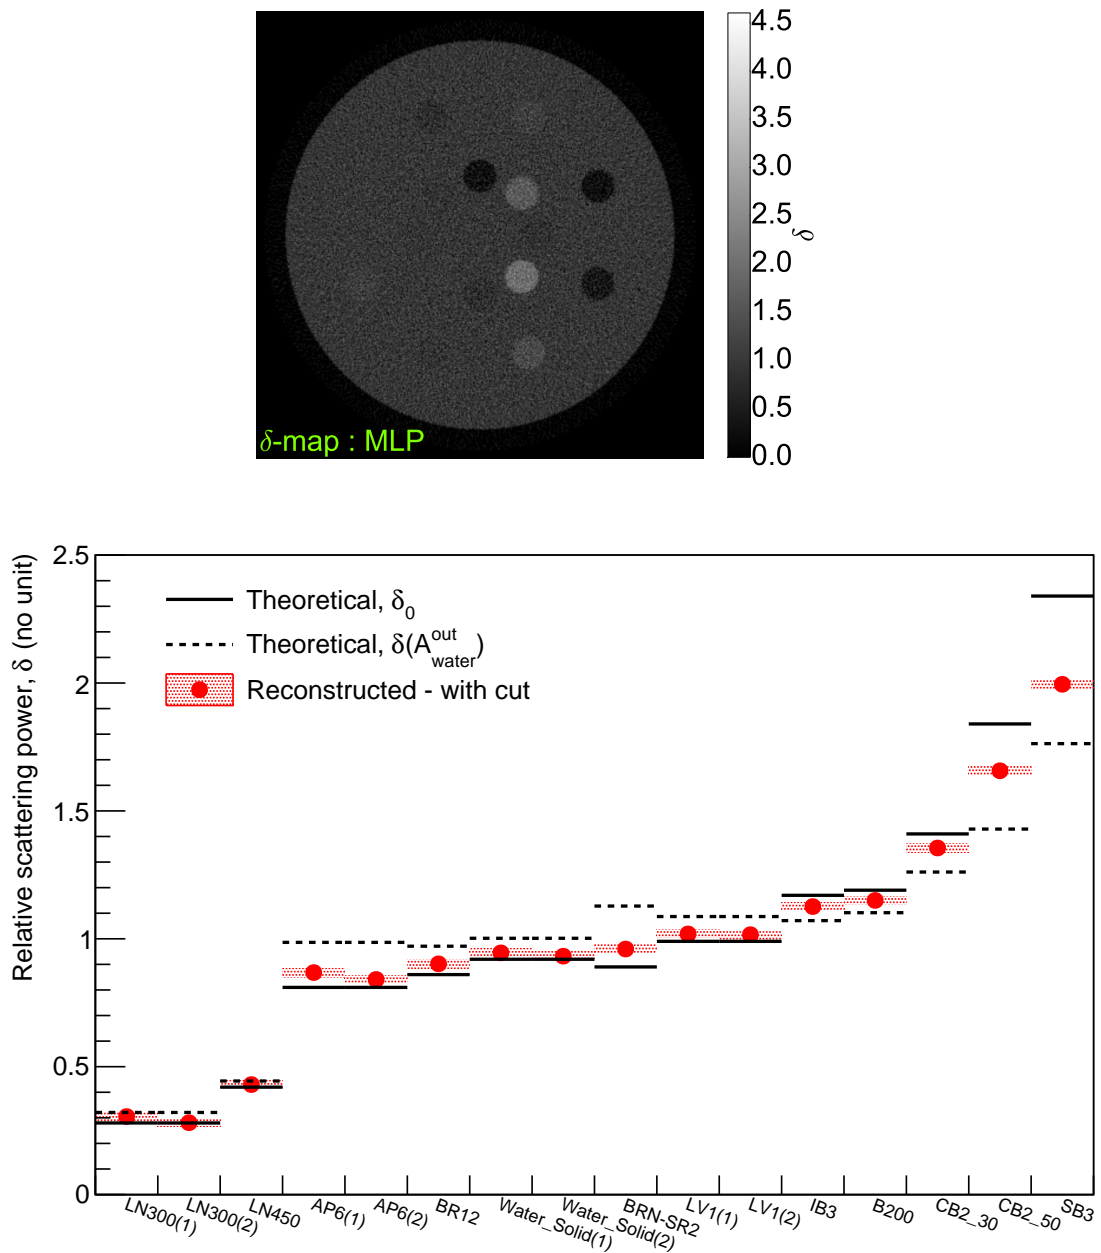 4.5
4.0
3.5
3.0
2.5
2.0
1.5
1.0
0.5
0.0
δ
δ-map : MLP
Relative scattering power, δ (no unit)
2.5
2
1.5
1
0.5
0
Theoretical, δ0
Theoretical, δ(A^out_water)
Reconstructed - with cut
LN300(1)
LN300(2)
LN450
AP6(1)
AP6(2)
BR12
Water_Solid(1)
Water_Solid(2)
BRN-SR2
LV1(1)
LV1(2)
IB3
B200
CB2_30
CB2_50
SB3